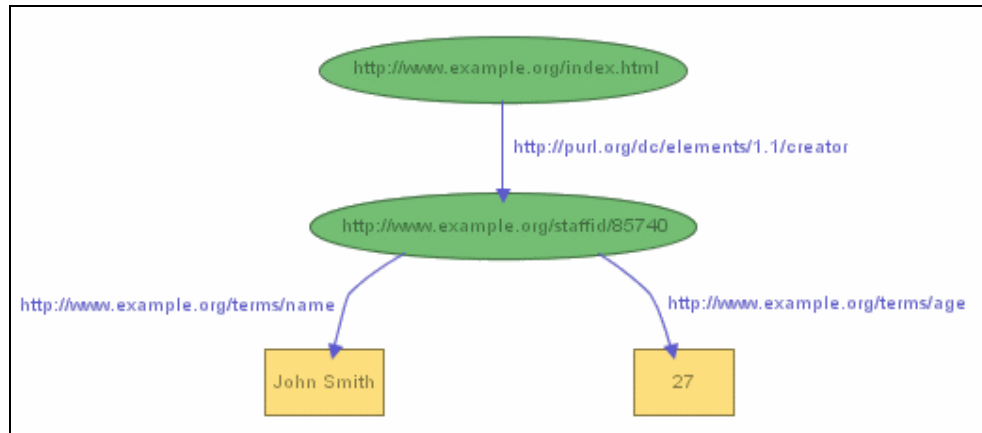 http://www.example.org/index.html
http://purl.org/dc/elements/1.1/creator
http://www.example.org/staffid/85740
http://www.example.org/terms/name
http://www.example.org/terms/age
John Smith
27